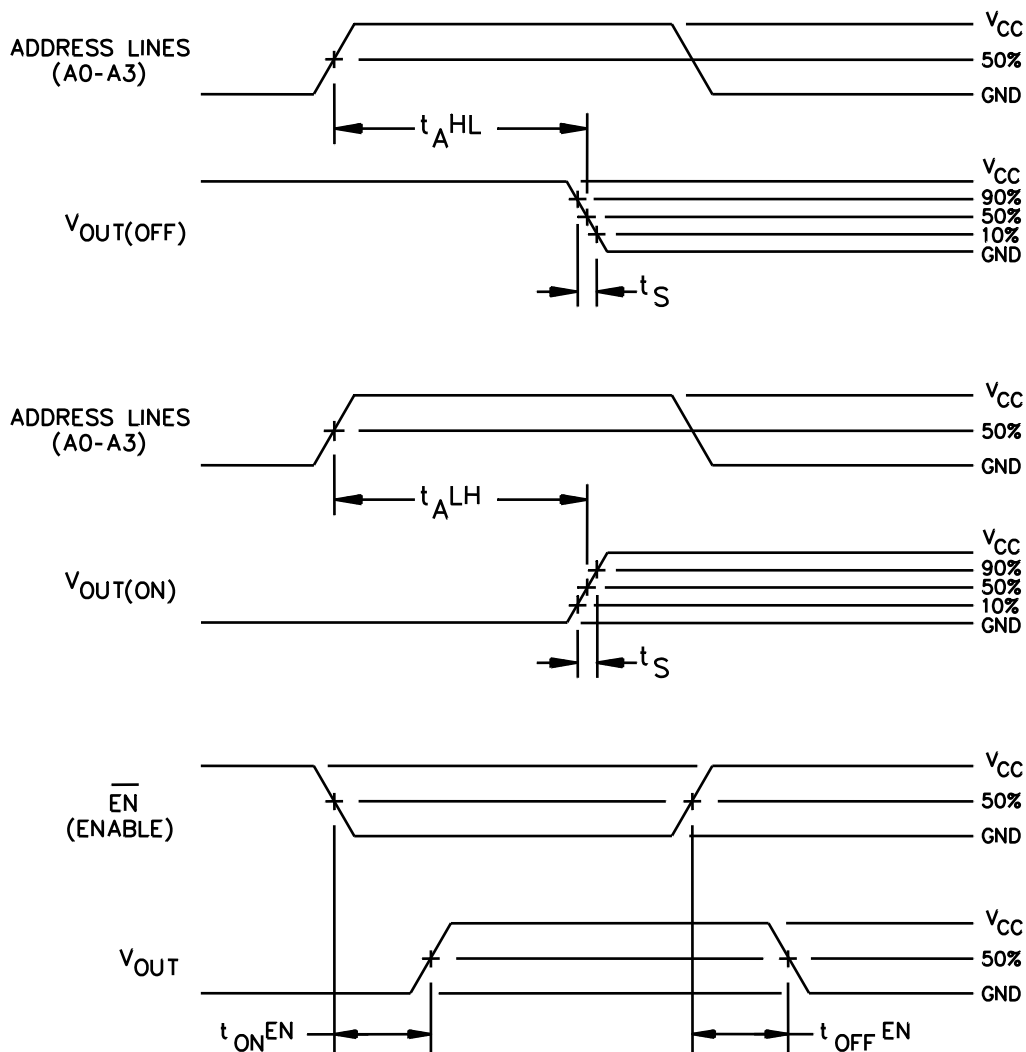 ADDRESS LINES
(A0-A3)
VCC
50%
GND
tAHL
VOUT(OFF)
VCC
90%
50%
10%
GND
tS
ADDRESS LINES
(A0-A3)
VCC
50%
GND
tALH
VOUT(ON)
VCC
90%
50%
10%
GND
tS
EN
(ENABLE)
VCC
50%
GND
VOUT
VCC
50%
GND
tONEN
tOFFEN